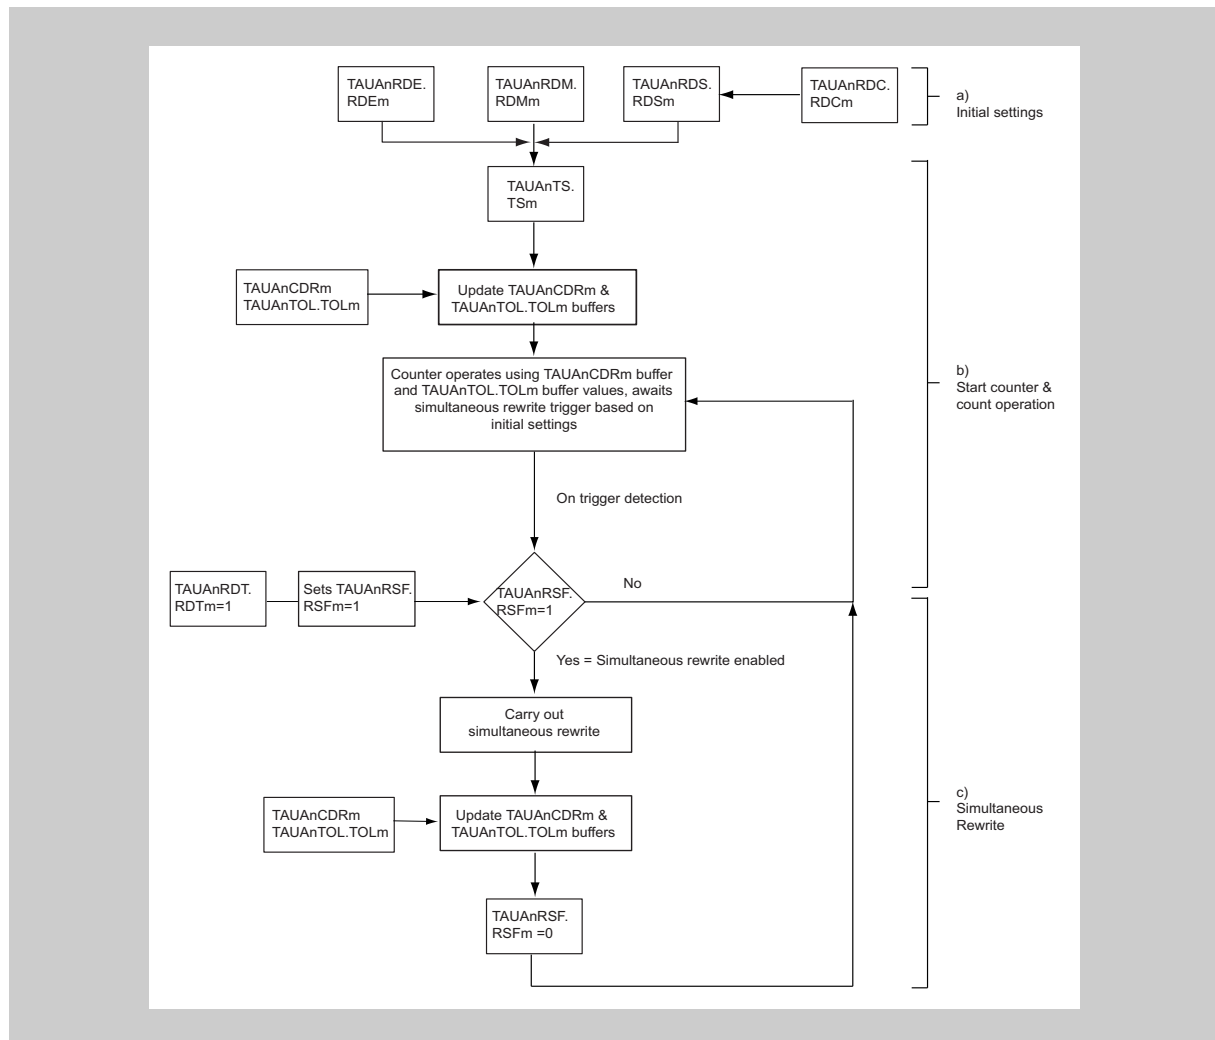 TAUAnRDE.
RDEm
TAUAnRDM.
RDMm
TAUAnRDS.
RDSm
TAUAnRDC.
RDCm
a)
Initial settings
TAUAnTS.
TSm
TAUAnCDRm
TAUAnTOL.TOLm
Update TAUAnCDRm &
TAUAnTOL.TOLm buffers
Counter operates using TAUAnCDRm buffer
and TAUAnTOL.TOLm buffer values, awaits
simultaneous rewrite trigger based on
initial settings
b)
Start counter &
count operation
On trigger detection
TAUAnRDT.
RDTm=1
Sets TAUAnRSF.
RSFm=1
TAUAnRSF.
RSFm=1
No
Yes = Simultaneous rewrite enabled
Carry out
simultaneous rewrite
TAUAnCDRm
TAUAnTOL.TOLm
Update TAUAnCDRm &
TAUAnTOL.TOLm buffers
c)
Simultaneous
Rewrite
TAUAnRSF.
RSFm =0